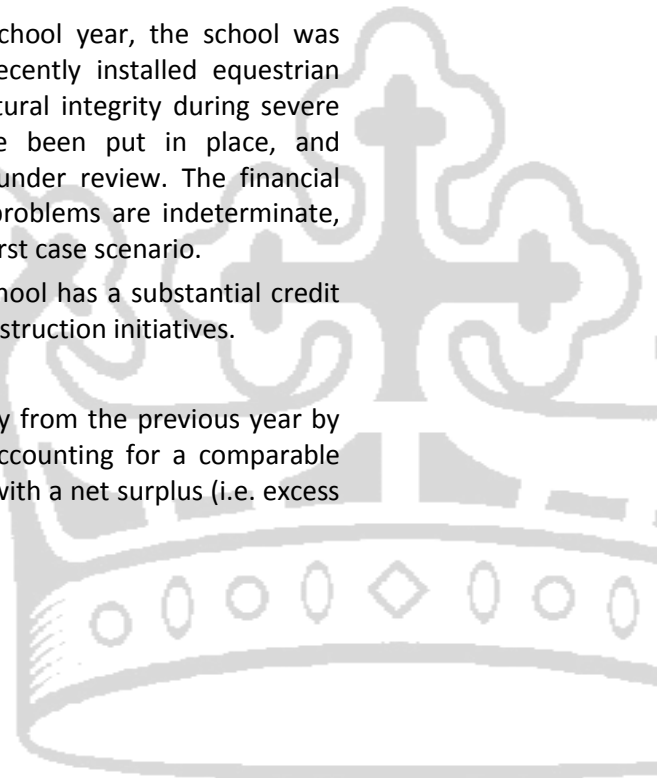 chool year, the school was
ecently installed equestrian
tural integrity during severe
e been put in place, and
under review. The financial
problems are indeterminate,
rst case scenario.
hool has a substantial credit
struction initiatives.
y from the previous year by
ccounting for a comparable
with a net surplus (i.e. excess